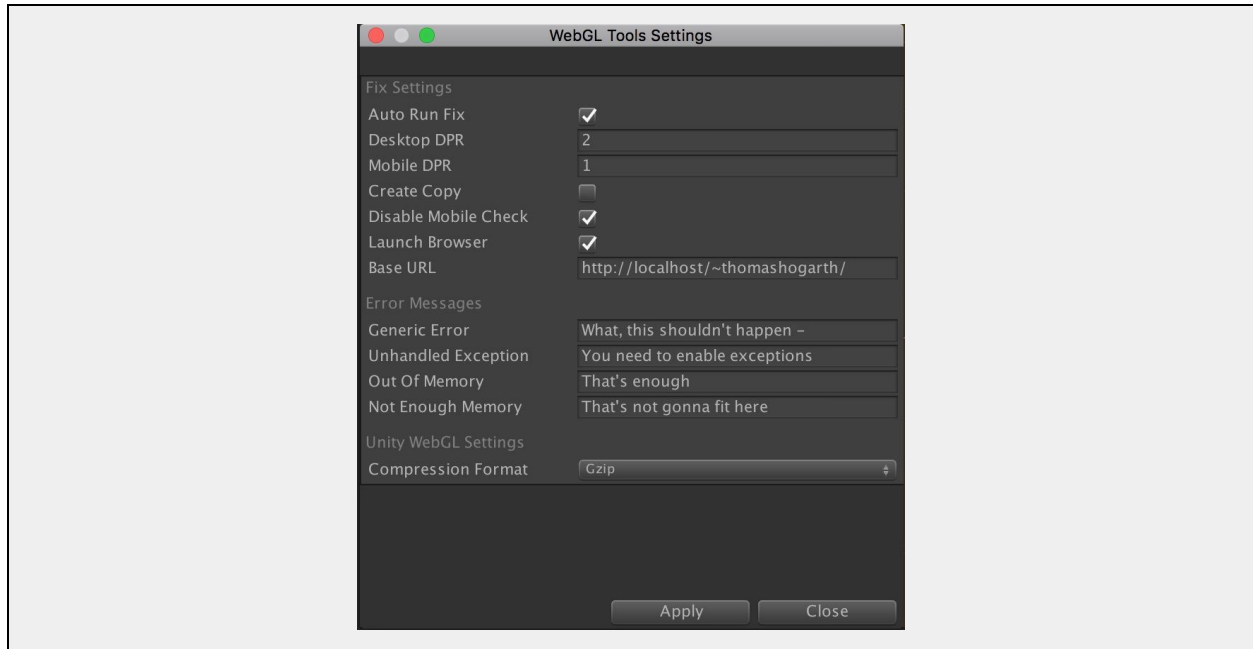 WebGL Tools Settings
Fix Settings
Auto Run Fix
Desktop DPR 2
Mobile DPR 1
Create Copy
Disable Mobile Check
Launch Browser
Base URL http://localhost/~thomashogarth/
Error Messages
Generic Error What, this shouldn't happen –
Unhandled Exception You need to enable exceptions
Out Of Memory That's enough
Not Enough Memory That's not gonna fit here
Unity WebGL Settings
Compression Format Gzip
Apply Close